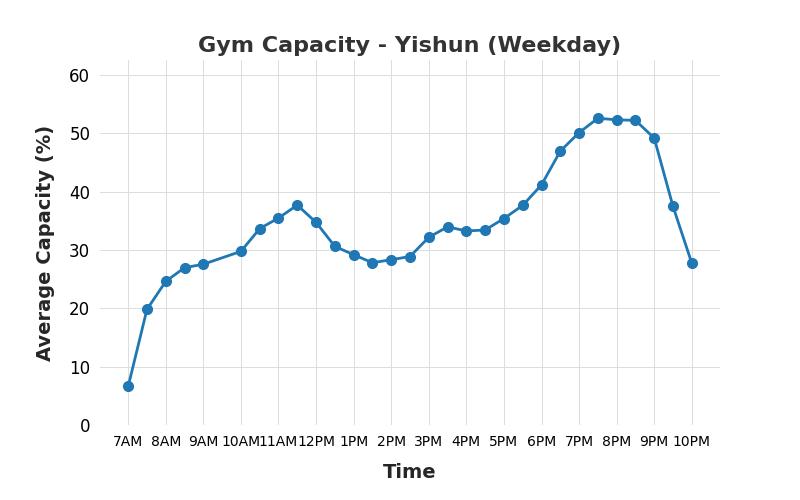 Gym Capacity - Yishun (Weekday)
Average Capacity (%)
60
50
40
30
20
10
0
7AM 8AM 9AM 10AM 11AM 12PM 1PM 2PM 3PM 4PM 5PM 6PM 7PM 8PM 9PM 10PM
Time